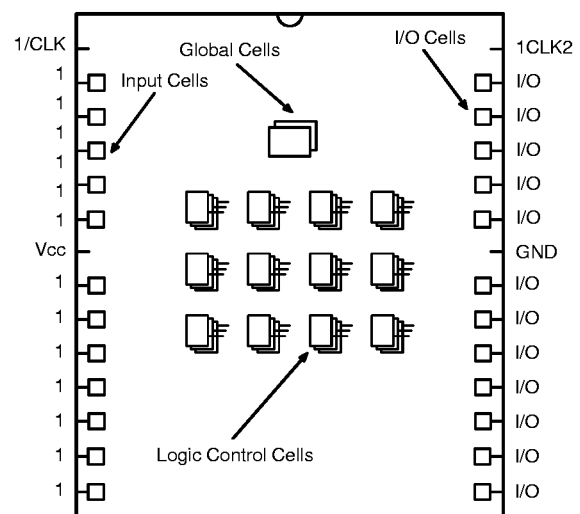 1/CLK
Global Cells
I/O Cells
1CLK2
1
Input Cells
I/O
1
I/O
1
I/O
1
I/O
1
I/O
1
Vcc
GND
1
I/O
1
I/O
1
I/O
1
I/O
1
I/O
Logic Control Cells
1
I/O
1
I/O